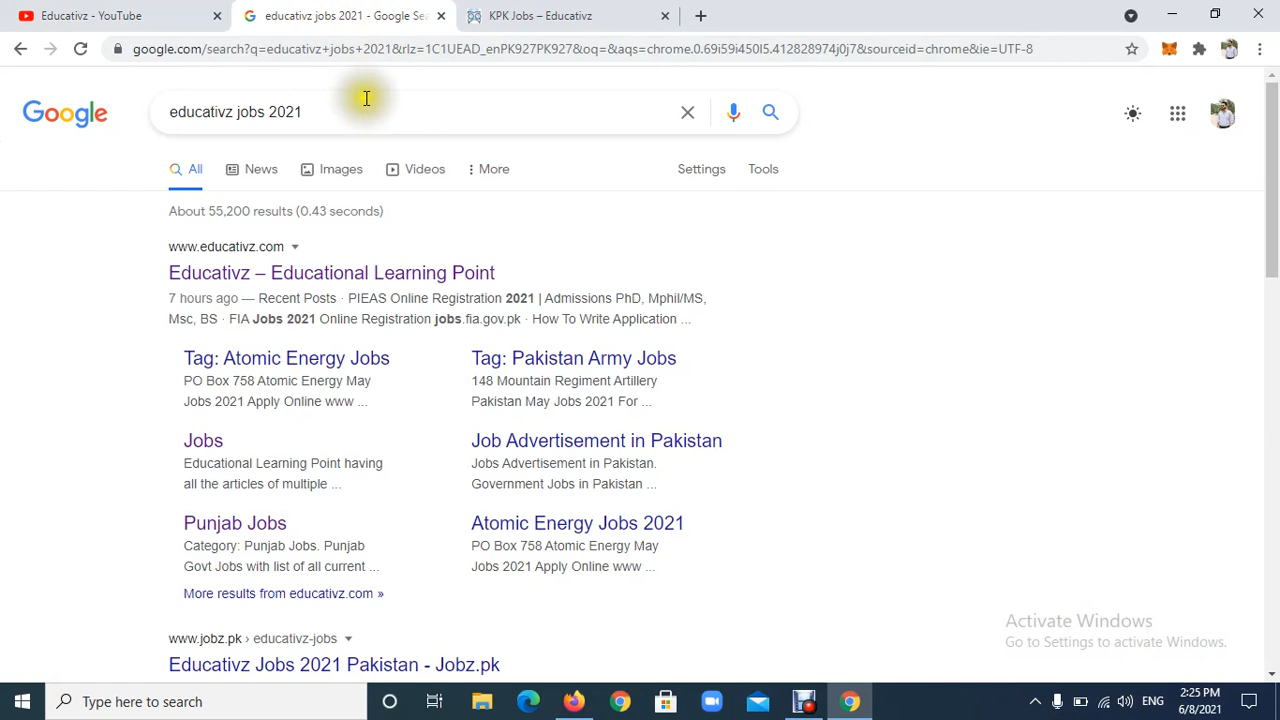 Educativz - YouTube
educativz jobs 2021 - Google Sea
KPK Jobs – Educativz
google.com/search?q=educativz+jobs+2021&rlz=1C1UEAD_enPK927PK927&oq=&aqs=chrome.0.69i59i450l5.412828974j0j7&sourceid=chrome&ie=UTF-8
Google
educativz jobs 2021
All
News
Images
Videos
More
Settings
Tools
About 55,200 results (0.43 seconds)
www.educativz.com
Educativz – Educational Learning Point
7 hours ago — Recent Posts · PIEAS Online Registration 2021 | Admissions PhD, Mphil/MS,
Msc, BS · FIA Jobs 2021 Online Registration jobs.fia.gov.pk · How To Write Application ...
Tag: Atomic Energy Jobs
PO Box 758 Atomic Energy May
Jobs 2021 Apply Online www ...
Tag: Pakistan Army Jobs
148 Mountain Regiment Artillery
Pakistan May Jobs 2021 For ...
Jobs
Educational Learning Point having
all the articles of multiple ...
Job Advertisement in Pakistan
Jobs Advertisement in Pakistan.
Government Jobs in Pakistan ...
Punjab Jobs
Category: Punjab Jobs. Punjab
Govt Jobs with list of all current ...
Atomic Energy Jobs 2021
PO Box 758 Atomic Energy May
Jobs 2021 Apply Online www ...
More results from educativz.com »
www.jobz.pk › educativz-jobs
Educativz Jobs 2021 Pakistan - Jobz.pk
Activate Windows
Go to Settings to activate Windows.
Type here to search
ENG
2:25 PM
6/8/2021